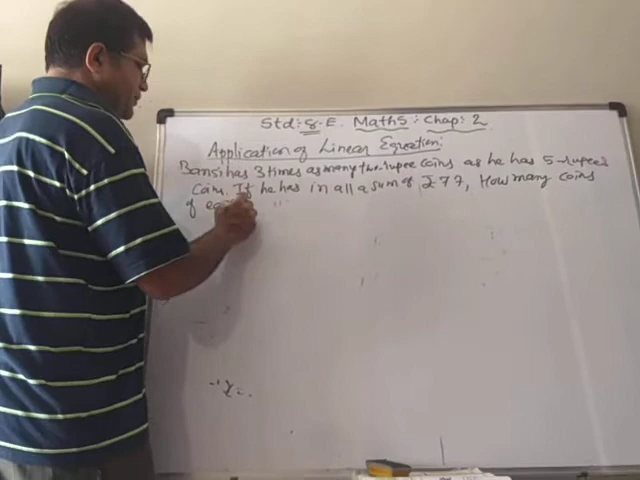 Std: 8-E. Maths: Chap: 2
Application of Linear Equation:
Bansi has 3 times as many two-rupee coins as he has 5-rupees
coins. If he has in all a sum of ₹ 77, How many coins
of